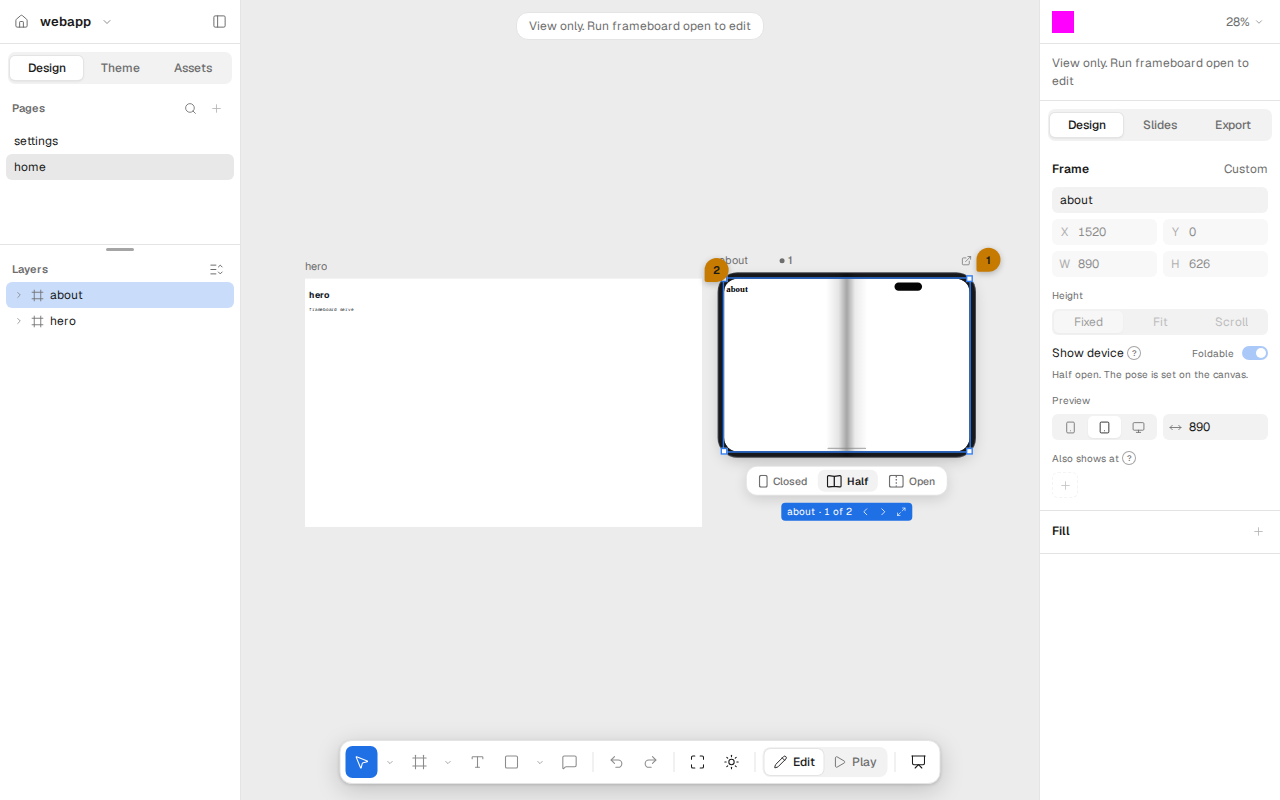 webapp
View only. Run frameboard open to edit
28%
View only. Run frameboard open to
edit
Design
Theme
Assets
Design
Slides
Export
Pages
settings
home
Frame
Custom
about
X 1520
Y 0
W 890
H 626
Height
Fixed
Fit
Scroll
Show device ?
Foldable
Half open. The pose is set on the canvas.
Preview
890
Also shows at ?
Fill
Layers
about
hero
hero
hero
about
1
1
2
about
Closed
Half
Open
about · 1 of 2
Edit
Play